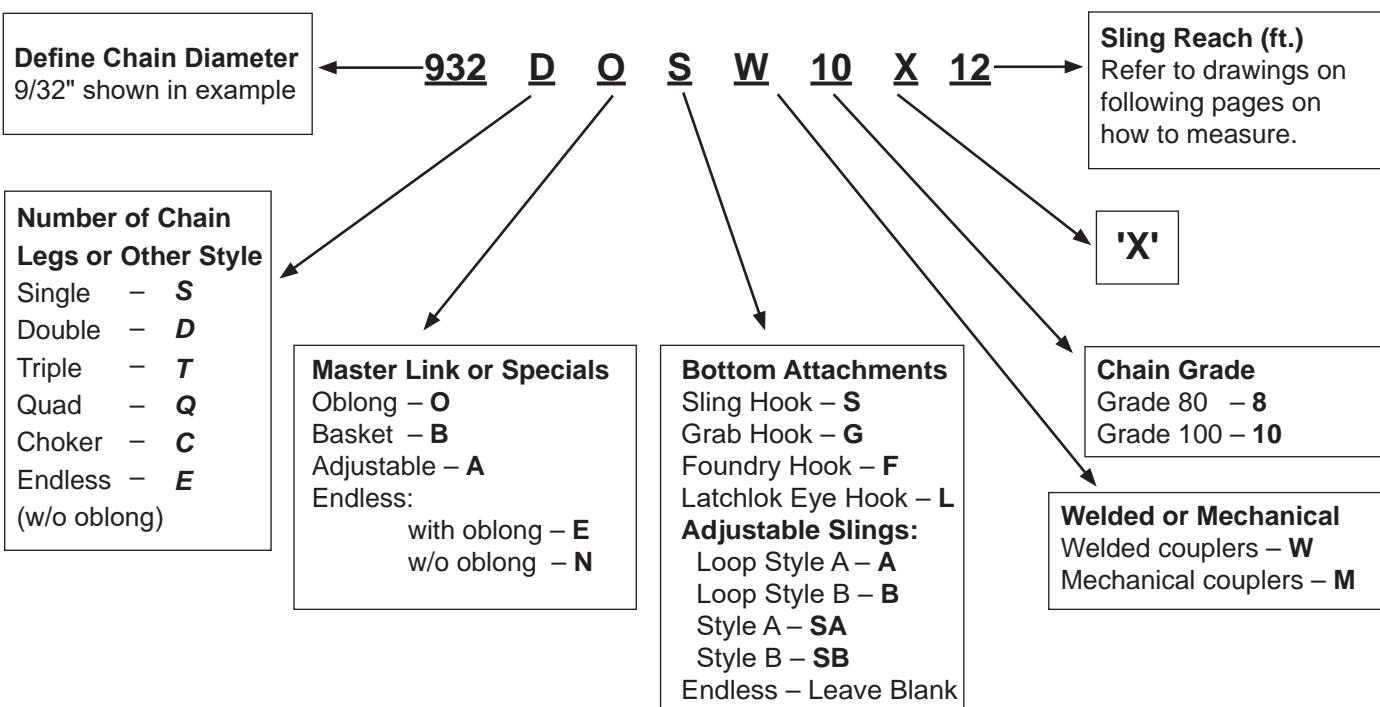 Define Chain Diameter
9/32" shown in example
932 D O S W 10 X 12
Sling Reach (ft.)
Refer to drawings on
following pages on
how to measure.
Number of Chain
Legs or Other Style
Single – S
Double – D
Triple – T
Quad – Q
Choker – C
Endless – E
(w/o oblong)
Master Link or Specials
Oblong – O
Basket – B
Adjustable – A
Endless:
with oblong – E
w/o oblong – N
Bottom Attachments
Sling Hook – S
Grab Hook – G
Foundry Hook – F
Latchlok Eye Hook – L
Adjustable Slings:
Loop Style A – A
Loop Style B – B
Style A – SA
Style B – SB
Endless – Leave Blank
'X'
Chain Grade
Grade 80 – 8
Grade 100 – 10
Welded or Mechanical
Welded couplers – W
Mechanical couplers – M